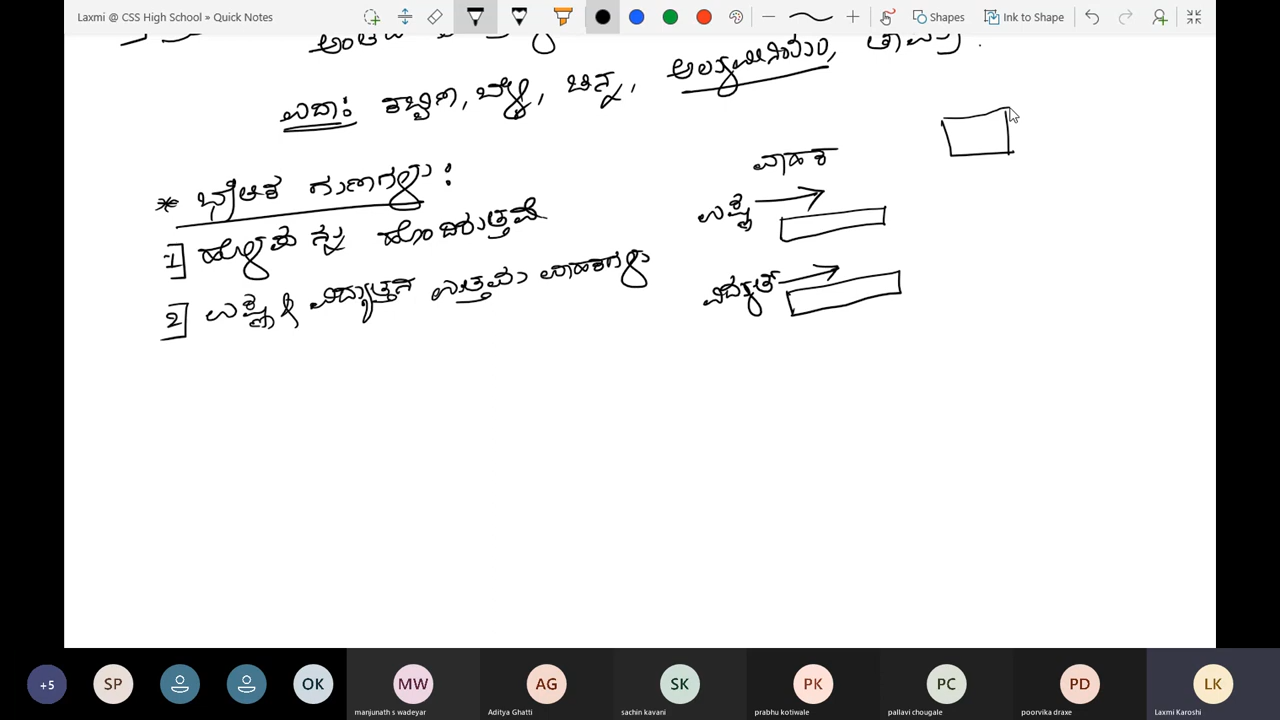 Laxmi @ CSS High School » Quick Notes
Shapes Ink to Shape
ಉದಾ: ಕಬ್ಬಿಣ, ಬೆಳ್ಳಿ, ಚಿನ್ನ, ಅಲ್ಯೂಮಿನಿಯಂ, ತಾಮ್ರ.
* ಭೌತಿಕ ಗುಣಗಳು :
1] ಹೊಳಪನ್ನು ಹೊಂದಿರುತ್ತವೆ
2] ಉಷ್ಣ & ವಿದ್ಯುತ್ತಿನ ಉತ್ತಮ ವಾಹಕಗಳು
ವಾಹಕ
ಉಷ್ಣ
ವಿದ್ಯುತ್
+5 SP OK MW AG SK PK PC PD LK
manjunath s wadeyar Aditya Ghatti sachin kavani prabhu kotiwale pallavi chougale poorvika draxe Laxmi Karoshi